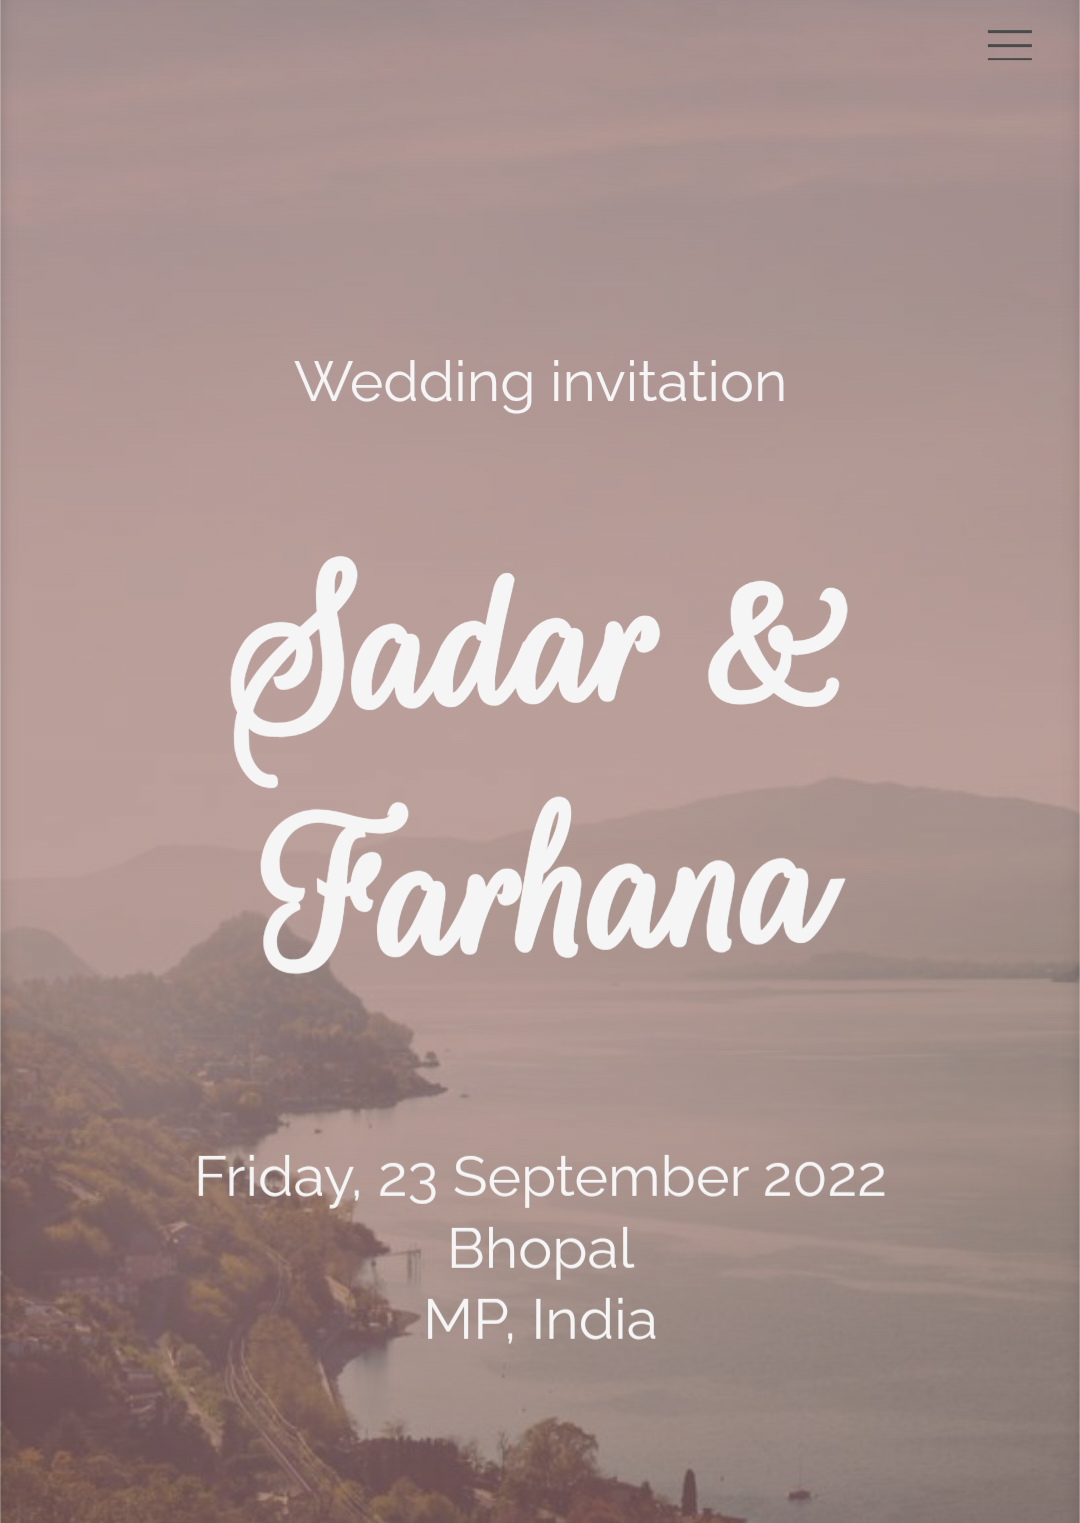 Wedding invitation
Sadar &
Farhana
Friday, 23 September 2022
Bhopal
MP, India